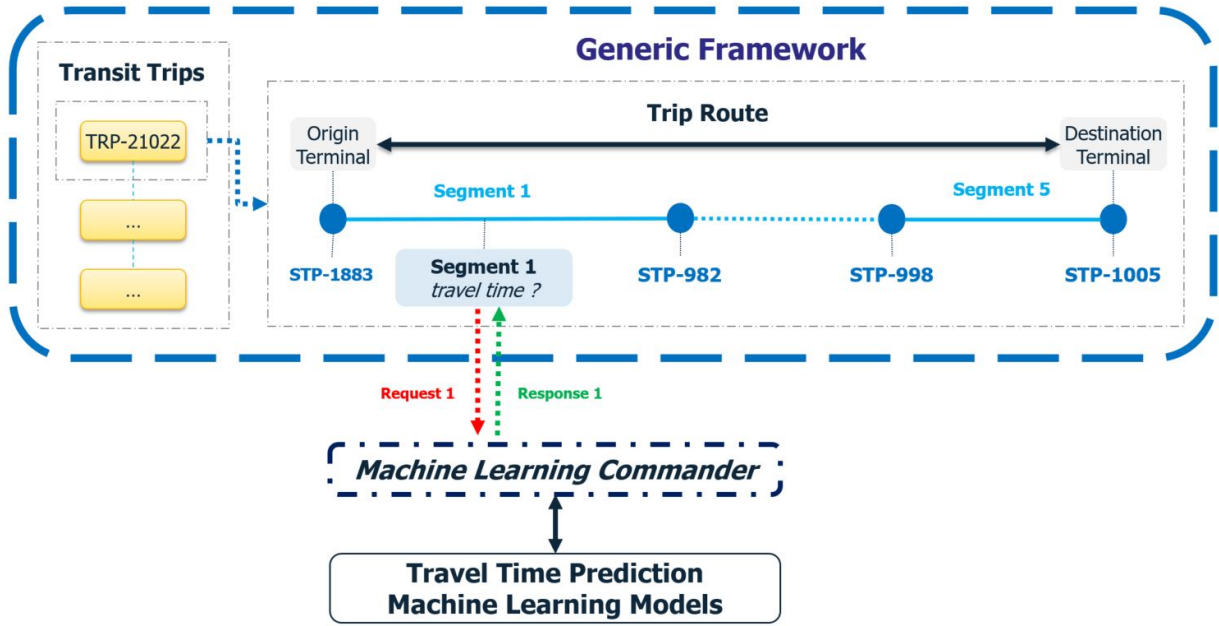 Generic Framework
Transit Trips
TRP-21022
...
...
Trip Route
Origin
Terminal
Destination
Terminal
Segment 1
Segment 5
STP-1883
Segment 1
travel time ?
STP-982
STP-998
STP-1005
Request 1
Response 1
Machine Learning Commander
Travel Time Prediction
Machine Learning Models